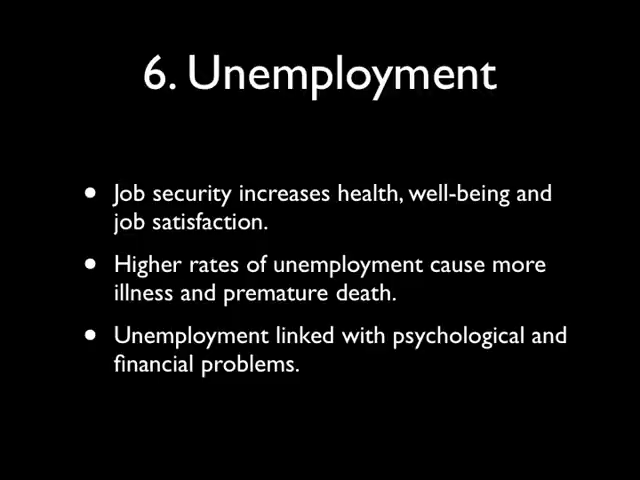 6. Unemployment
• Job security increases health, well-being and
job satisfaction.
• Higher rates of unemployment cause more
illness and premature death.
• Unemployment linked with psychological and
financial problems.